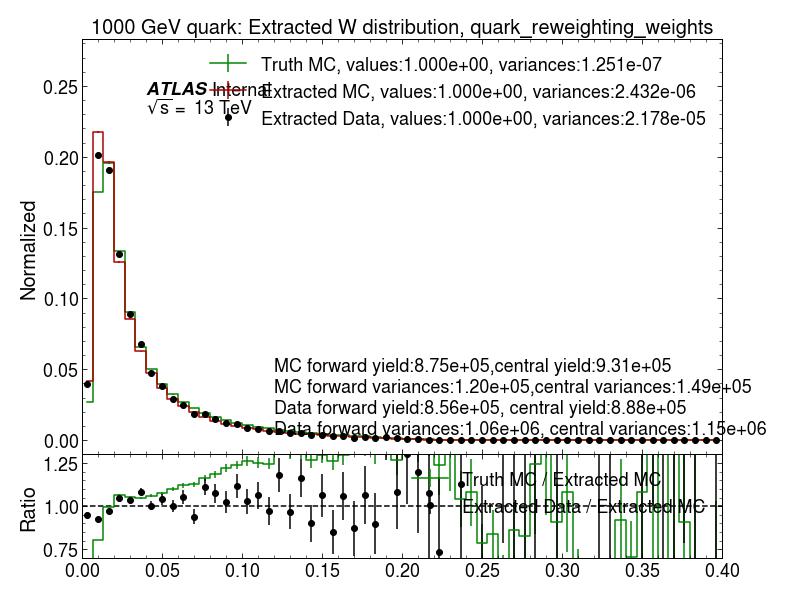 1000 GeV quark: Extracted W distribution, quark_reweighting_weights
Truth MC, values:1.000e+00, variances:1.251e-07
ATLAS Internal
Extracted MC, values:1.000e+00, variances:2.432e-06
√s = 13 TeV
Extracted Data, values:1.000e+00, variances:2.178e-05
Normalized
0.25
0.20
0.15
0.10
0.05
0.00
MC forward yield:8.75e+05,central yield:9.31e+05
MC forward variances:1.20e+05,central variances:1.49e+05
Data forward yield:8.56e+05, central yield:8.88e+05
Data forward variances:1.06e+06, central variances:1.15e+06
Ratio
1.25
1.00
0.75
Truth MC / Extracted MC
Extracted Data / Extracted MC
0.00 0.05 0.10 0.15 0.20 0.25 0.30 0.35 0.40